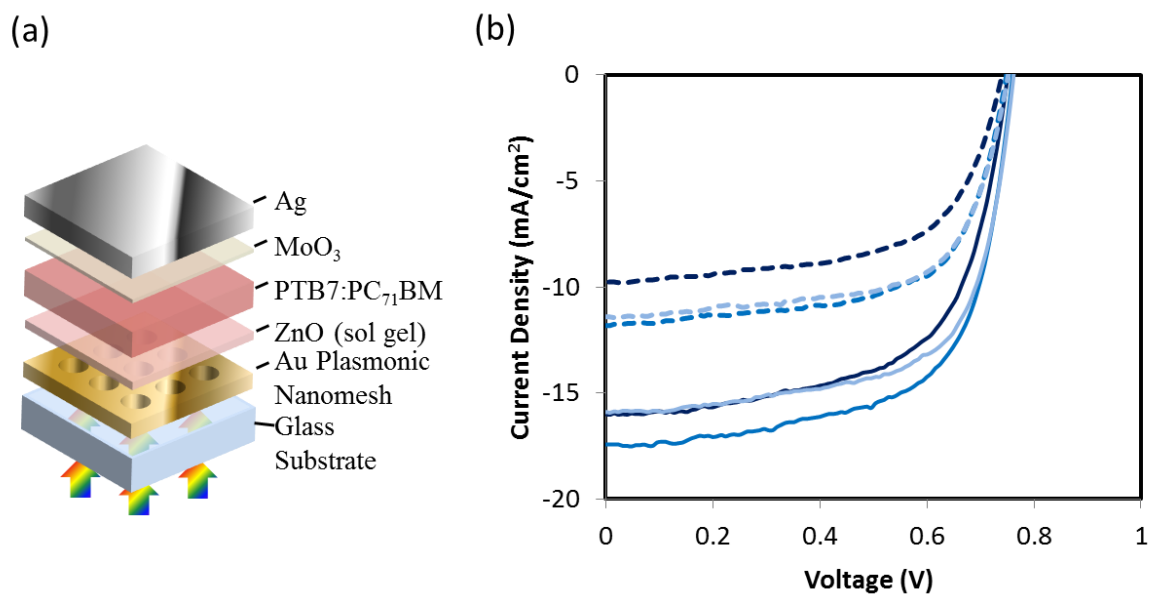 (a)
Ag
MoO₃
PTB7:PC₇₁BM
ZnO (sol gel)
Au Plasmonic
Nanomesh
Glass
Substrate
(b)
0
-5
-10
-15
-20
Current Density (mA/cm²)
0
0.2
0.4
0.6
0.8
1
Voltage (V)